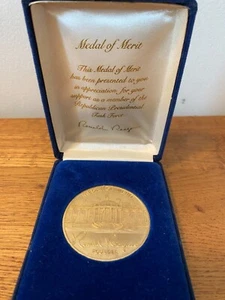 Medal of Merit
This Medal of Merit
has been presented to you
in appreciation for your
support as a member of the
Republican Presidential
Task Force